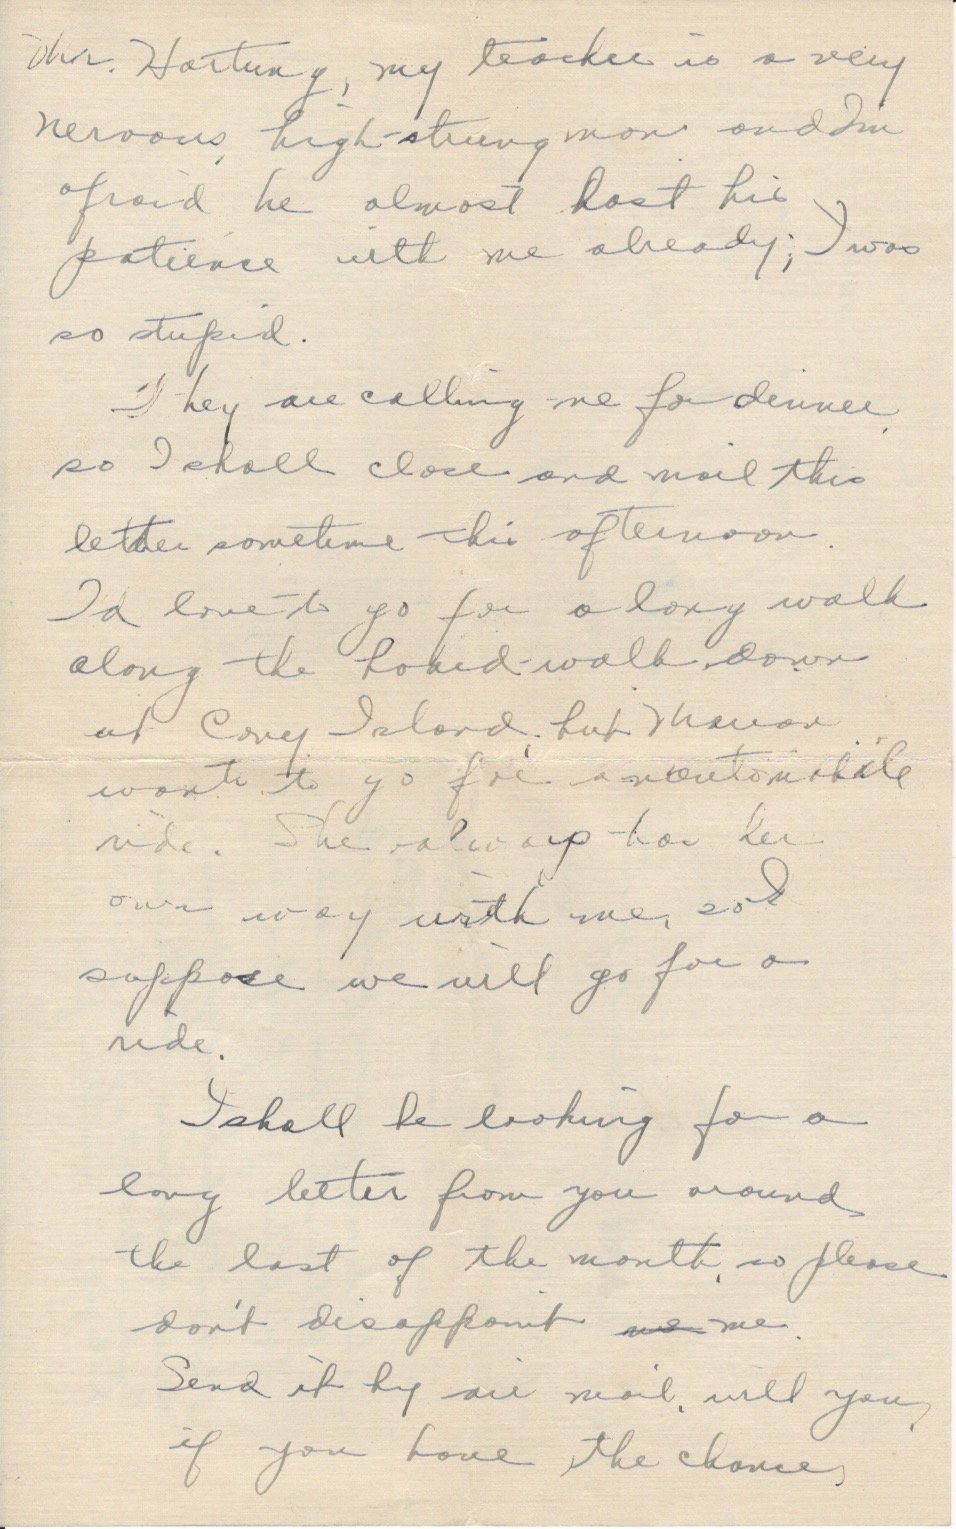 Mr. Hartung, my teacher is a very
nervous, high-strung man and I'm
afraid he almost lost his
patience with me already; I was
so stupid.
They are calling me for dinner,
so I shall close and mail this
letter sometime this afternoon.
I'd love to go for a long walk
along the board-walk down
at Coney Island, but Marian
wants to go for an automobile
ride. She always has her
own way with me, so I
suppose we will go for a
ride.
I shall be looking for a
long letter from you around
the last of the month, so please
don't disappoint me.
Send it by air mail, will you,
if you have the chance,